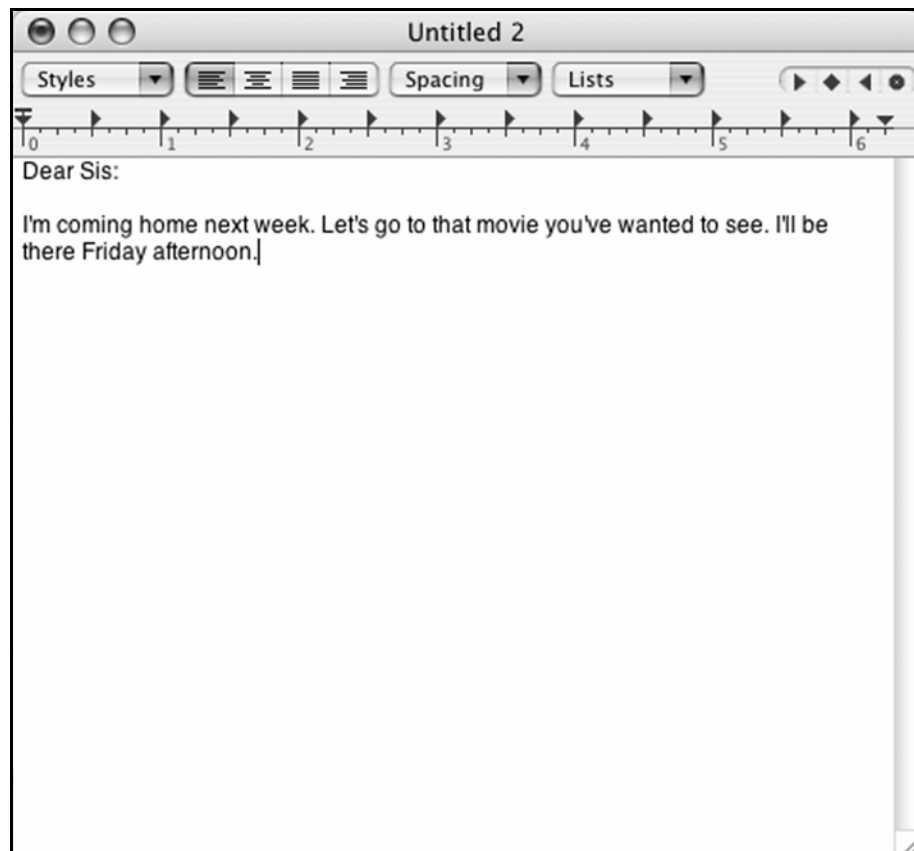 Untitled 2
Styles Spacing Lists
0 1 2 3 4 5 6
Dear Sis:
I'm coming home next week. Let's go to that movie you've wanted to see. I'll be
there Friday afternoon.